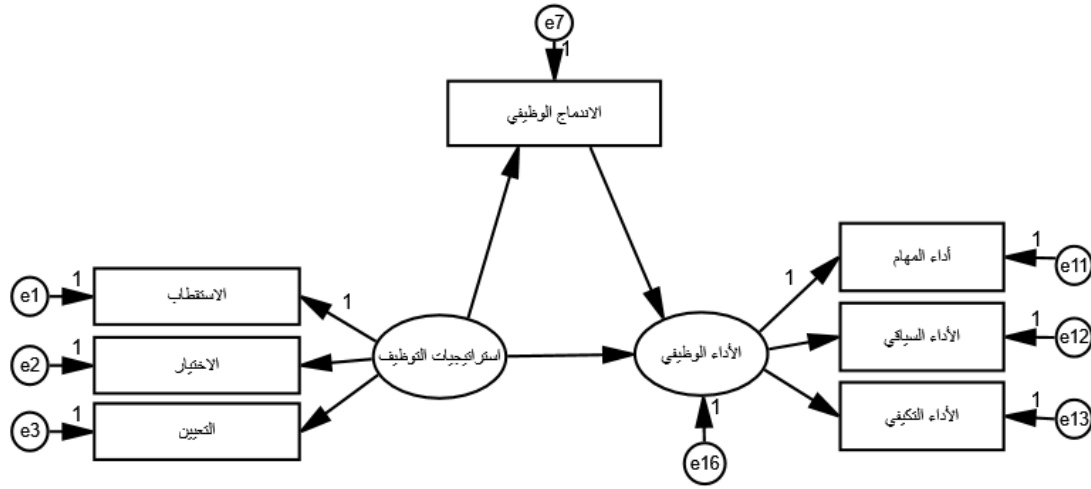 e7
1
الاندماج الوظيفي
e1
1
الاستقطاب
1
e2
1
الاختيار
e3
1
التعيين
استراتيجيات التوظيف
الأداء الوظيفي
1
e16
1
أداء المهام
1
e11
الأداء السياقي
1
e12
الأداء التكيفي
1
e13